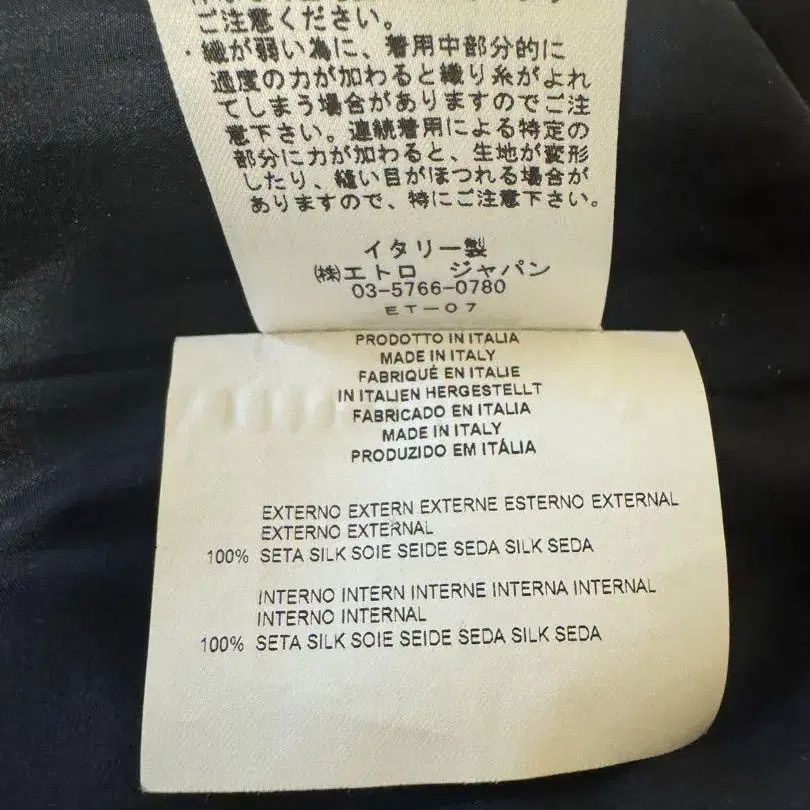 ご注意ください。
・織が弱い為に、着用中部分的に
過度の力が加わると織り糸がよれ
てしまう場合がありますのでご注
意下さい。連続着用による特定の
部分に力が加わると、生地が変形
したり、縫い目がほつれる場合が
ありますので、特にご注意下さい。
イタリー製
㈱エトロ ジャパン
03-5766-0780
ET-07
PRODOTTO IN ITALIA
MADE IN ITALY
FABRIQUÉ EN ITALIE
IN ITALIEN HERGESTELLT
FABRICADO EN ITALIA
MADE IN ITALY
PRODUZIDO EM ITÁLIA
EXTERNO EXTERN EXTERNE ESTERNO EXTERNAL
EXTERNO EXTERNAL
100% SETA SILK SOIE SEIDE SEDA SILK SEDA
INTERNO INTERN INTERNE INTERNA INTERNAL
INTERNO INTERNAL
100% SETA SILK SOIE SEIDE SEDA SILK SEDA